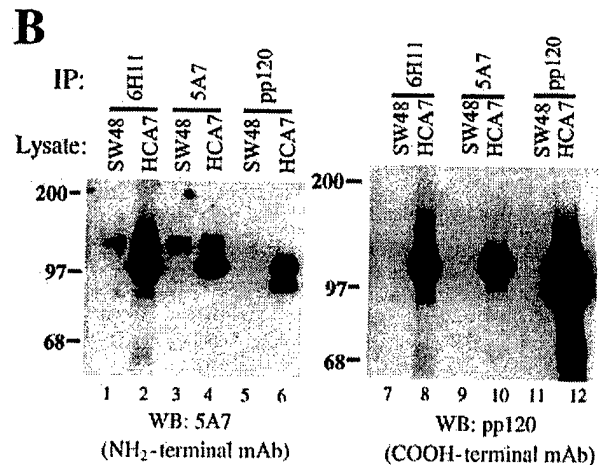 B
IP: 6H11 5A7 pp120 6H11 5A7 pp120
Lysate: SW48 HCA7 SW48 HCA7 SW48 HCA7 SW48 HCA7 SW48 HCA7 SW48 HCA7
200 200
97 97
68 68
1 2 3 4 5 6 7 8 9 10 11 12
WB: 5A7 WB: pp120
(NH₂-terminal mAb) (COOH-terminal mAb)